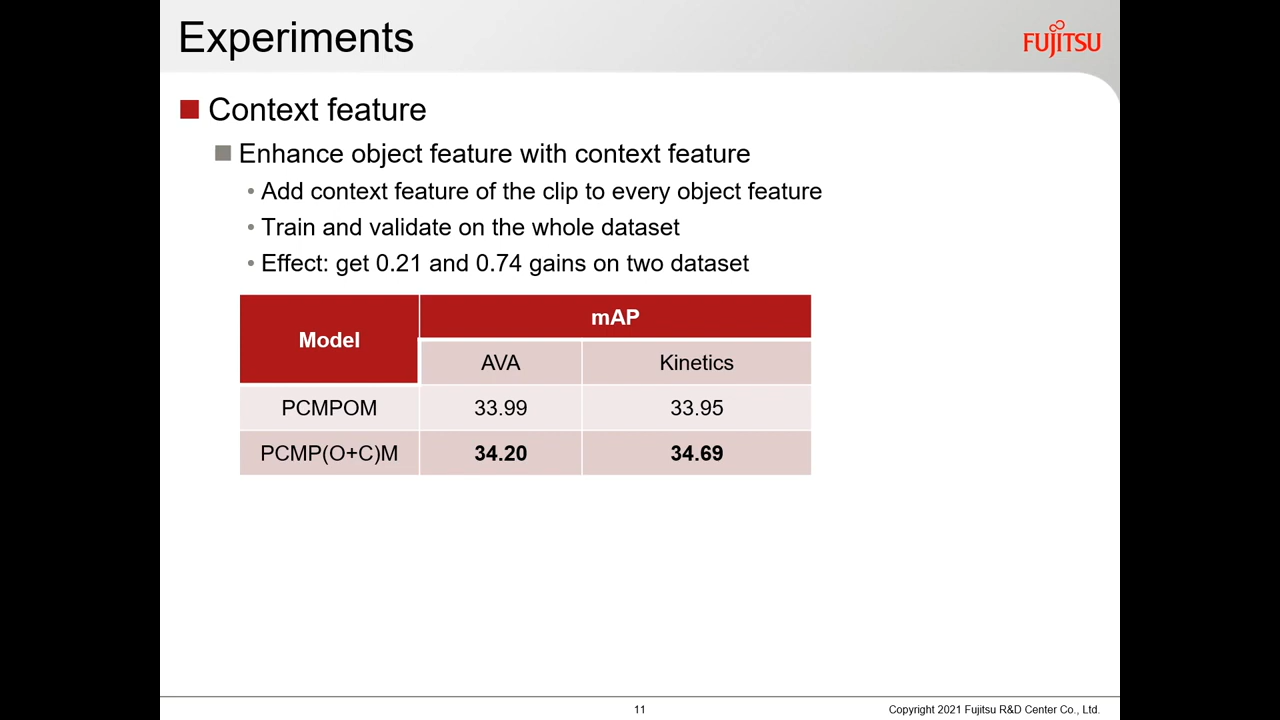 Experiments
FUJITSU
Context feature
Enhance object feature with context feature
• Add context feature of the clip to every object feature
• Train and validate on the whole dataset
• Effect: get 0.21 and 0.74 gains on two dataset
Model mAP
AVA Kinetics
PCMPOM 33.99 33.95
PCMP(O+C)M 34.20 34.69
11 Copyright 2021 Fujitsu R&D Center Co., Ltd.